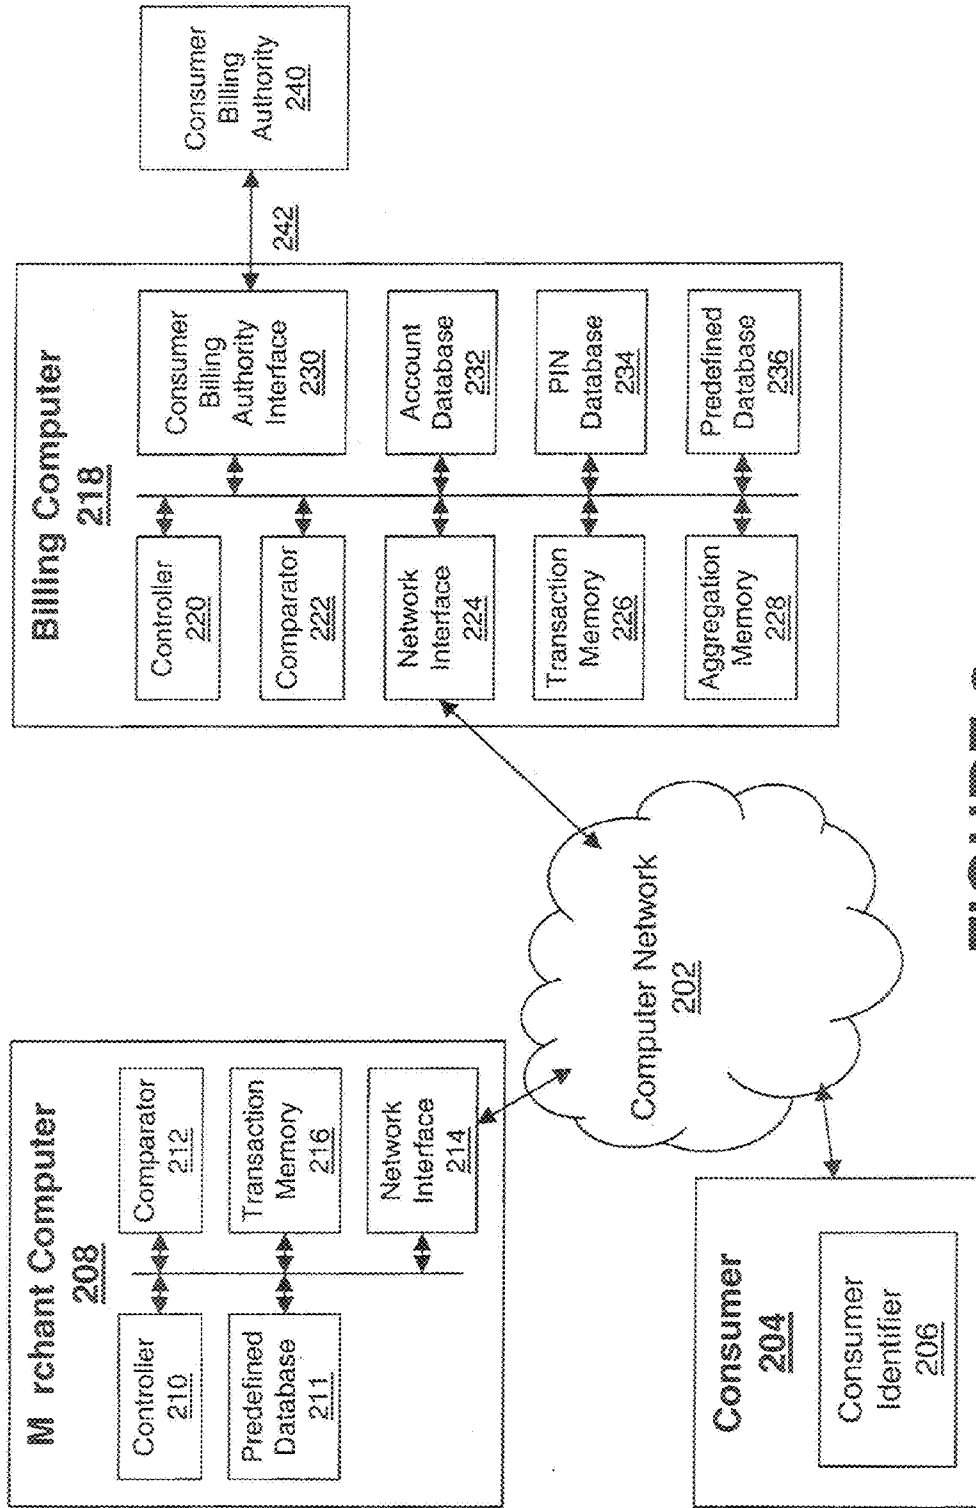 M rchant Computer
208
Controller
210
Predefined
Database
211
Comparator
212
Transaction
Memory
216
Network
Interface
214
Consumer
204
Consumer
Identifier
206
Computer Network
202
Billing Computer
218
Controller
220
Comparator
222
Network
Interface
224
Transaction
Memory
226
Aggregation
Memory
228
Consumer
Billing
Authority
Interface
230
Account
Database
232
PIN
Database
234
Predefined
Database
236
242
Consumer
Billing
Authority
240